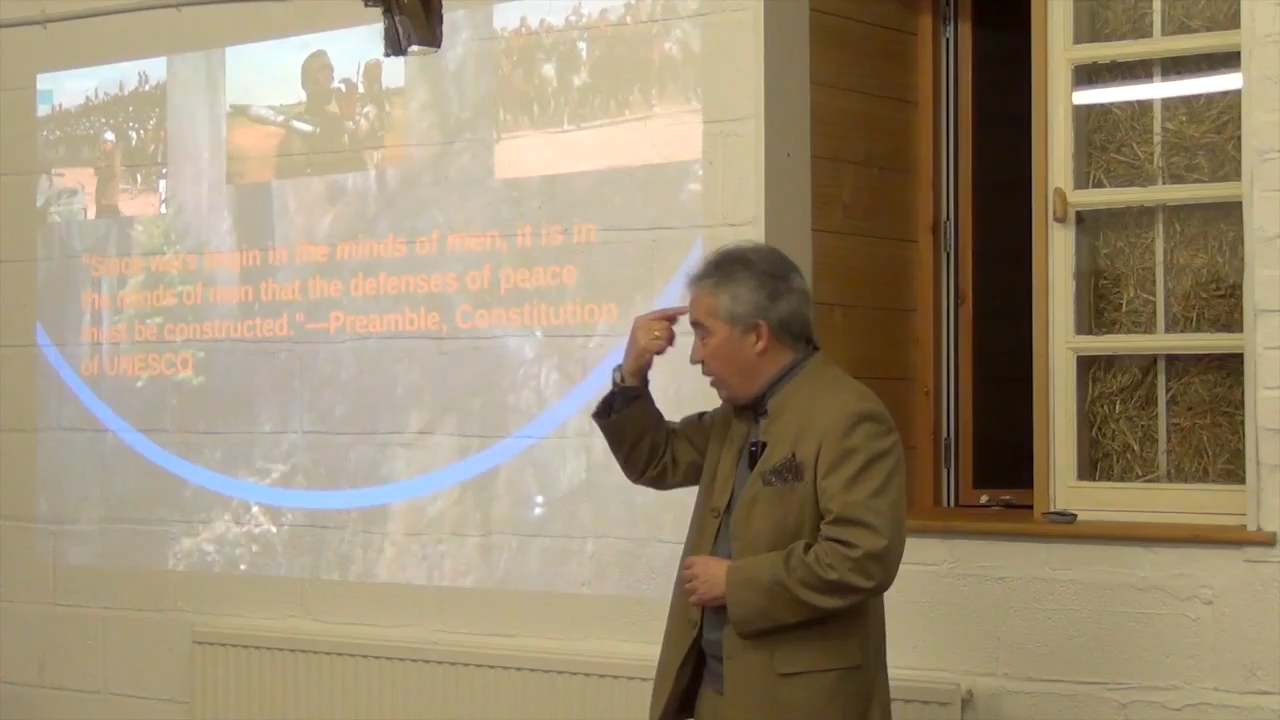 "Since wars begin in the minds of men, it is in
the minds of men that the defenses of peace
must be constructed."—Preamble, Constitution
of UNESCO